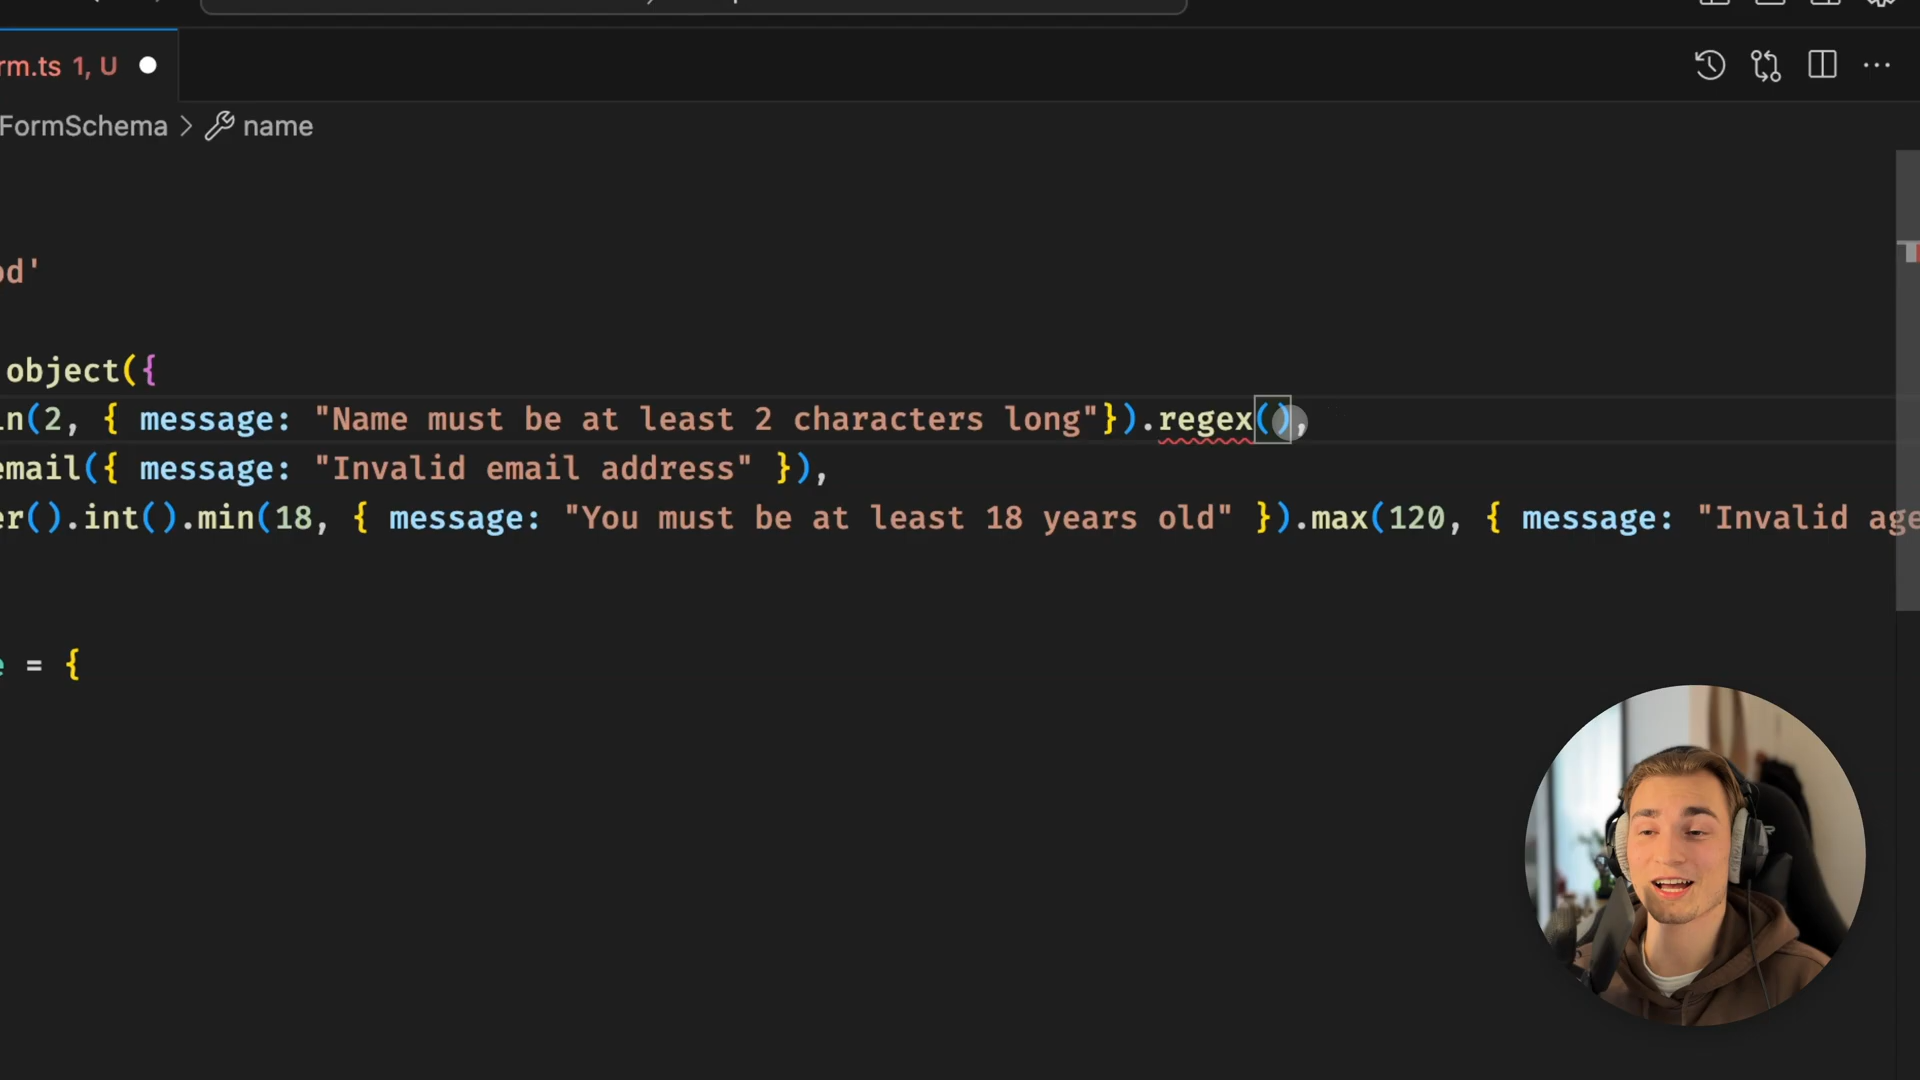 rm.ts 1, U
FormSchema > name
od'
object({
in(2, { message: "Name must be at least 2 characters long"}).regex(),
email({ message: "Invalid email address" }),
er().int().min(18, { message: "You must be at least 18 years old" }).max(120, { message: "Invalid age
e = {